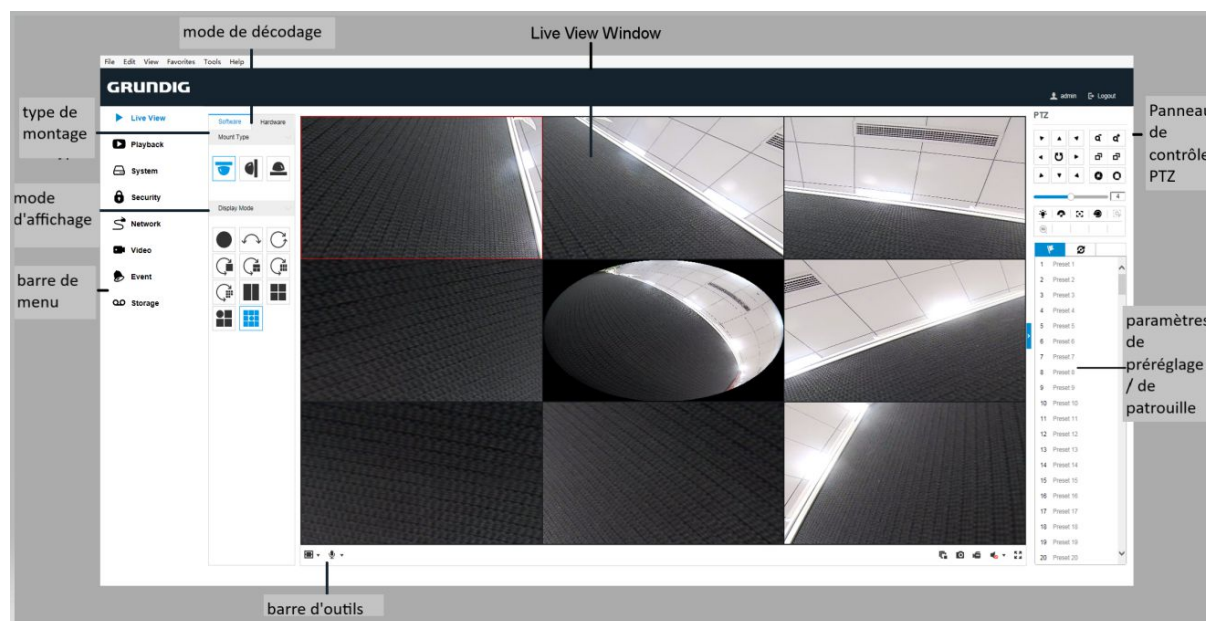 mode de décodage
Live View Window
File Edit View Favorites Tools Help
GRUNDIG
admin Logout
type de
montage
mode
d'affichage
barre de
menu
Live View
Playback
System
Security
Network
Video
Event
Storage
Software Hardware
Mount Type
Display Mode
PTZ
4
Panneau
de
contrôle
PTZ
1 Preset 1
2 Preset 2
3 Preset 3
4 Preset 4
5 Preset 5
6 Preset 6
7 Preset 7
8 Preset 8
9 Preset 9
10 Preset 10
11 Preset 11
12 Preset 12
13 Preset 13
14 Preset 14
15 Preset 15
16 Preset 16
17 Preset 17
18 Preset 18
19 Preset 19
20 Preset 20
paramètres
de
préréglage
/ de
patrouille
barre d'outils